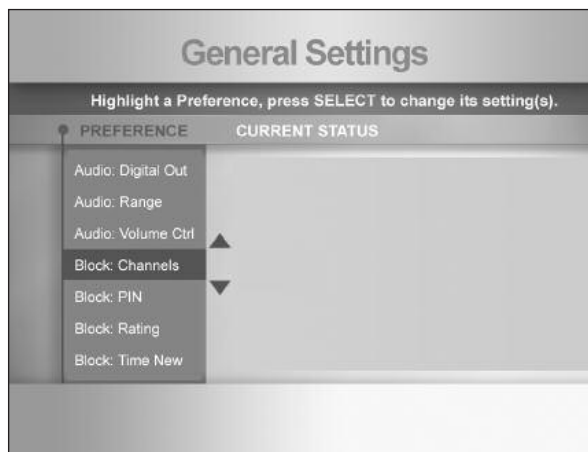 General Settings
Highlight a Preference, press SELECT to change its setting(s).
PREFERENCE CURRENT STATUS
Audio: Digital Out
Audio: Range
Audio: Volume Ctrl
Block: Channels
Block: PIN
Block: Rating
Block: Time New